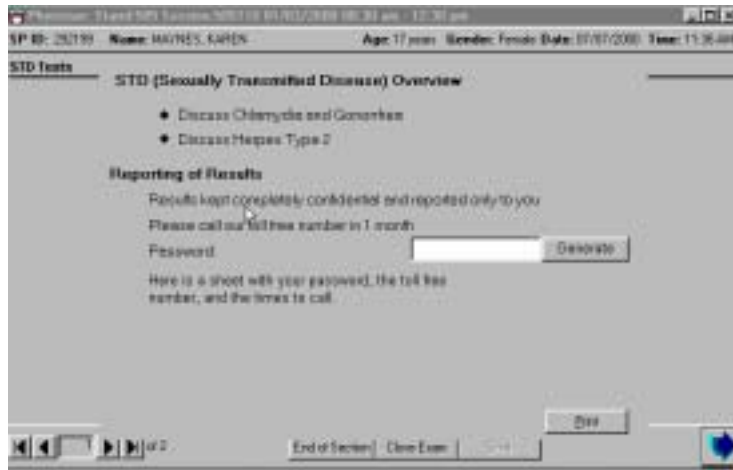 SP ID: 292199 Name: HAYNES, KAREN Age: 17 years Gender: Female Date: 07/07/2000 Time: 11:36 AM
STD Tests
STD (Sexually Transmitted Disease) Overview
Discuss Chlamydia and Gonorrhea
Discuss Herpes Type 2
Reporting of Results
Results kept completely confidential and reported only to you
Please call our toll free number in 1 month
Password
Generate
Here is a sheet with your password, the toll free
number, and the times to call.
Print
of 2 End of Section Close Exam